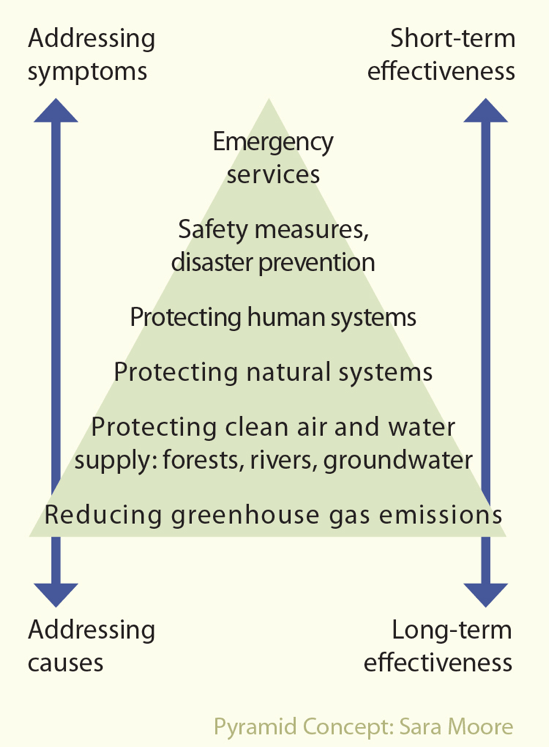 Addressing
symptoms
Short-term
effectiveness
Emergency
services
Safety measures,
disaster prevention
Protecting human systems
Protecting natural systems
Protecting clean air and water
supply: forests, rivers, groundwater
Reducing greenhouse gas emissions
Addressing
causes
Long-term
effectiveness
Pyramid Concept: Sara Moore